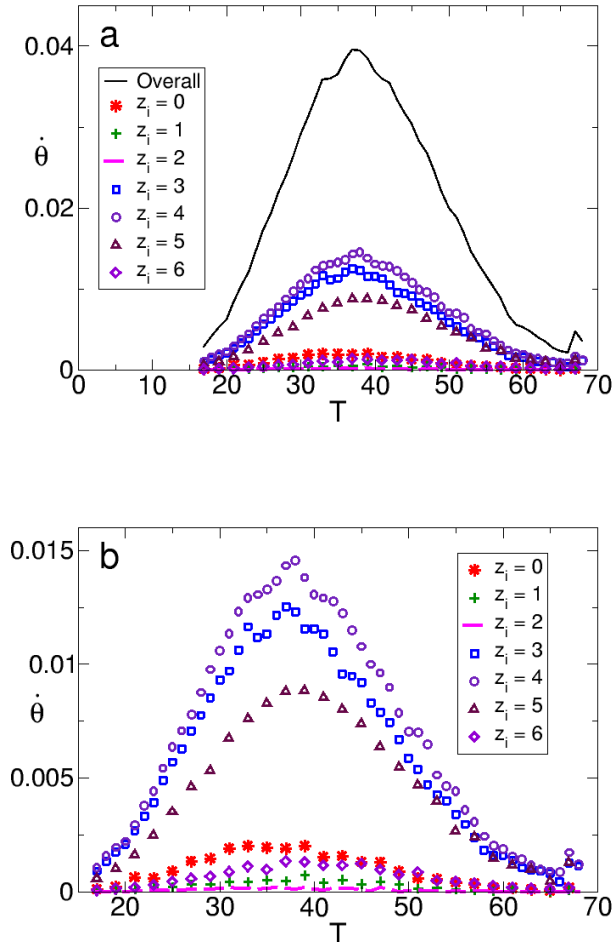 a
0.04
0.02
0
θ̇
Overall
z_i = 0
z_i = 1
z_i = 2
z_i = 3
z_i = 4
z_i = 5
z_i = 6
0 10 20 30 40 50 60 70
T
b
0.015
0.01
0.005
0
θ̇
z_i = 0
z_i = 1
z_i = 2
z_i = 3
z_i = 4
z_i = 5
z_i = 6
20 30 40 50 60 70
T